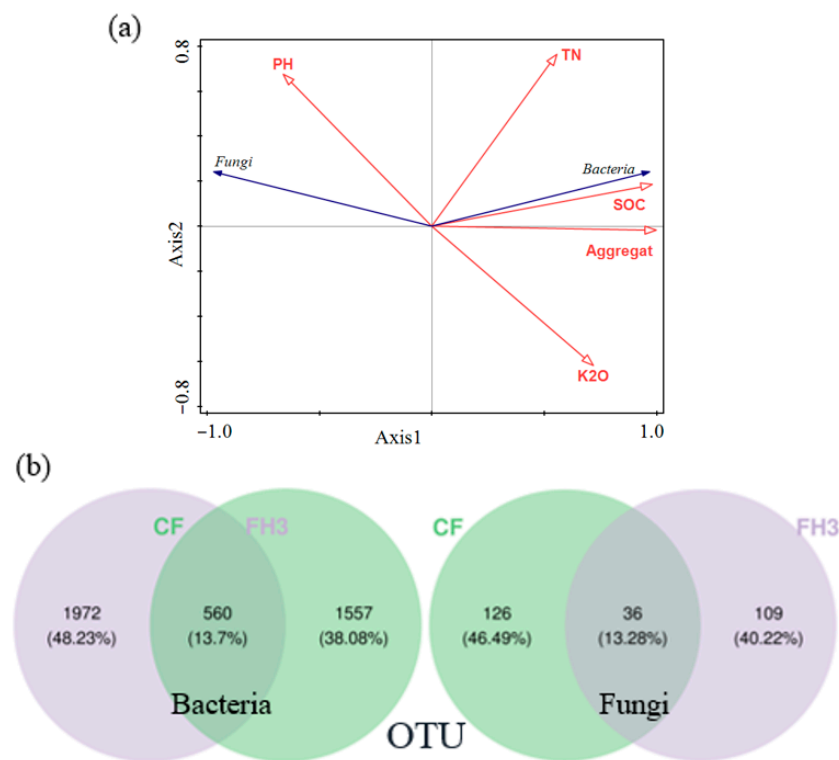 (a)
0.8
PH
TN
Fungi
Bacteria
SOC
Axis2
Aggregat
K2O
−0.8
−1.0
Axis1
1.0
(b)
CF
FH3
CF
FH3
1972
560
1557
126
36
109
(48.23%)
(13.7%)
(38.08%)
(46.49%)
(13.28%)
(40.22%)
Bacteria
Fungi
OTU